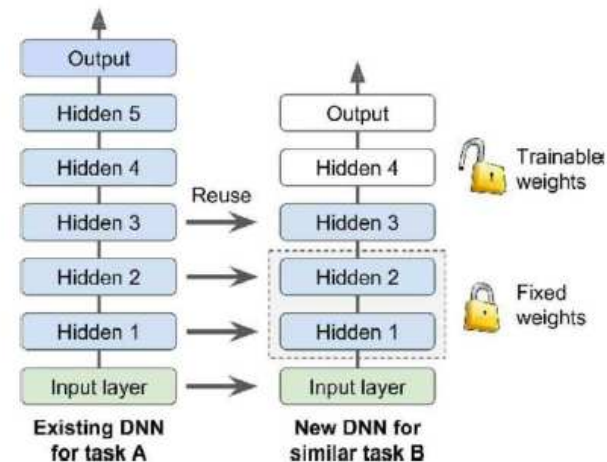 Output
Hidden 5
Hidden 4
Hidden 3
Hidden 2
Hidden 1
Input layer
Existing DNN
for task A
Reuse
Output
Hidden 4
Hidden 3
Hidden 2
Hidden 1
Input layer
New DNN for
similar task B
Trainable
weights
Fixed
weights